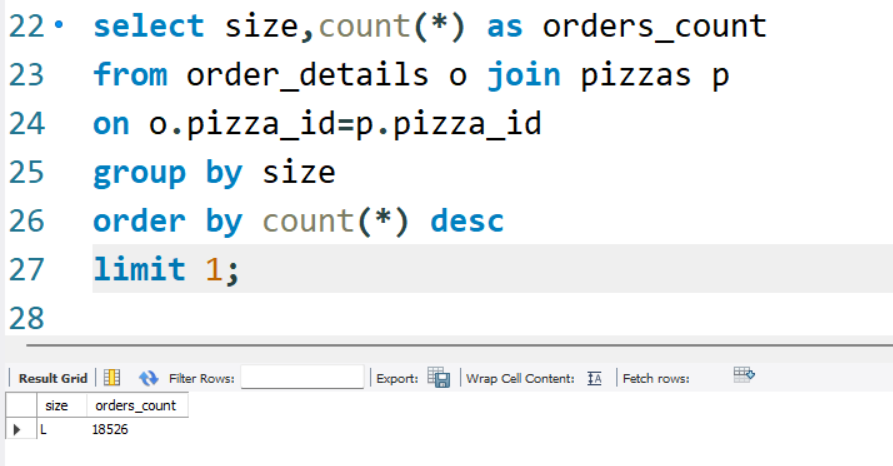 22 select size,count(*) as orders_count
23 from order_details o join pizzas p
24 on o.pizza_id=p.pizza_id
25 group by size
26 order by count(*) desc
27 limit 1;
28
Result Grid Filter Rows: Export: Wrap Cell Content: IA Fetch rows:
size orders_count
L 18526